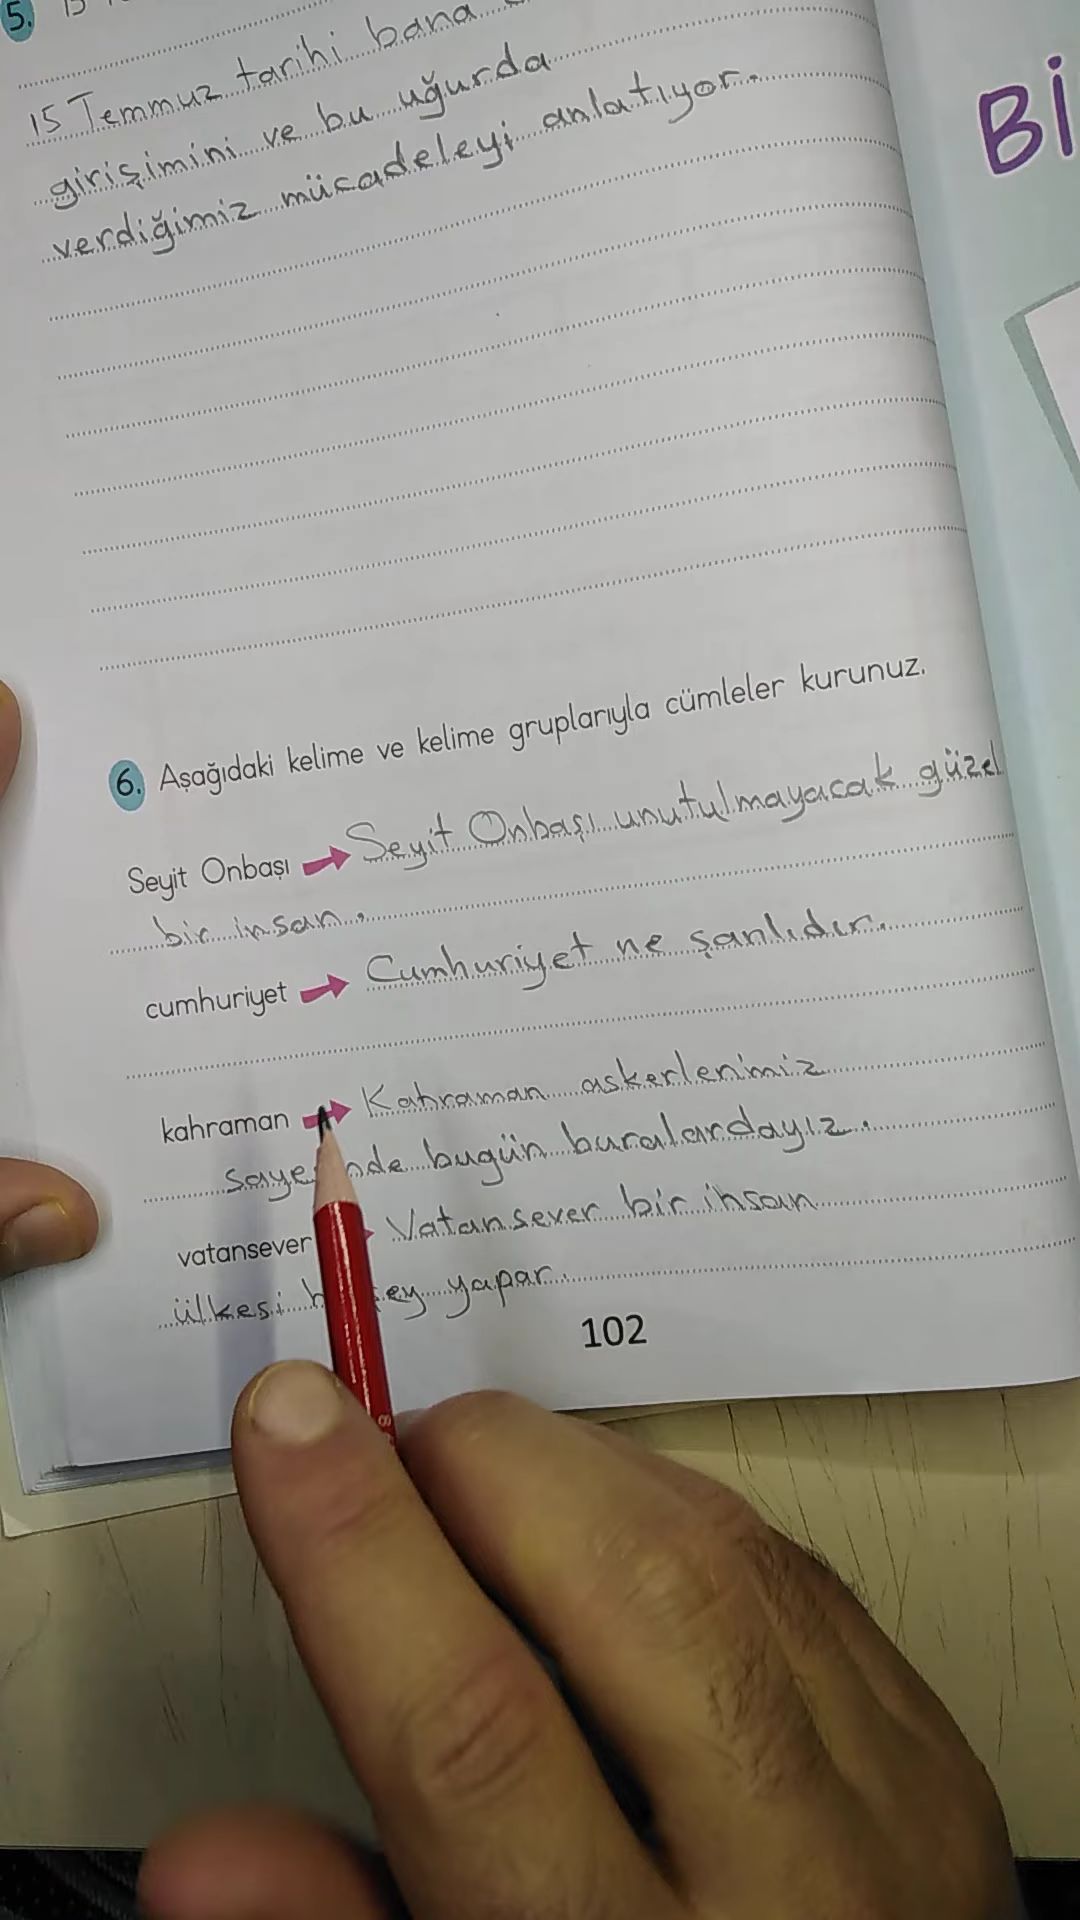 5.
15 Temmuz tarihi bana
girişimini ve bu uğurda
verdiğimiz mücadeleyi anlatıyor.
6. Aşağıdaki kelime ve kelime gruplarıyla cümleler kurunuz.
Seyit Onbaşı Seyit Onbaşı unutulmayacak güzel
bir insan.
cumhuriyet Cumhuriyet ne şanlıdır.
kahraman Kahraman askerlerimiz
bugün buralardayız.
vatansever Vatansever bir insan
ülkesi yapar.
102
Bİ